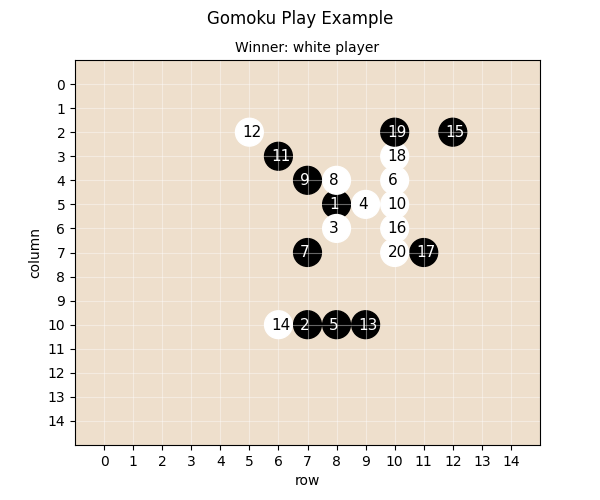 Gomoku Play Example
Winner: white player
0
1
2 12 19 15
3 11 18
4 9 8 6
5 1 4 10
6 3 16
7 7 20 17
8
9
10 14 2 5 13
11
12
13
14
column
0 1 2 3 4 5 6 7 8 9 10 11 12 13 14
row